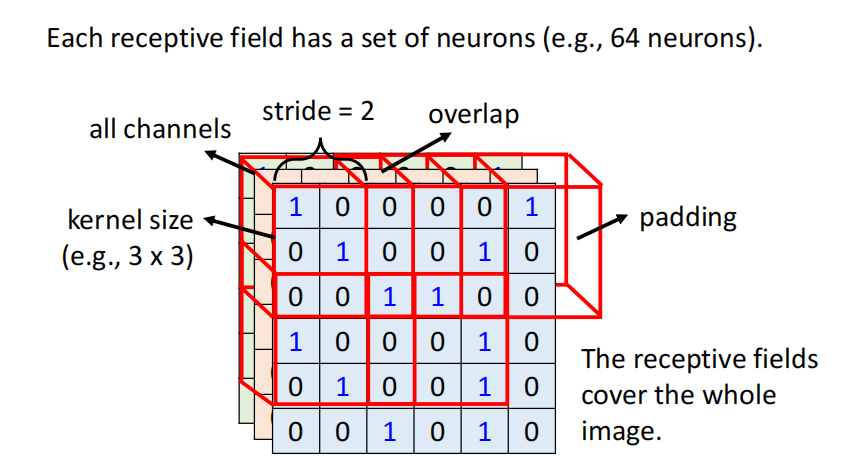 Each receptive field has a set of neurons (e.g., 64 neurons).
stride = 2
overlap
all channels
kernel size
(e.g., 3 x 3)
padding
1 0 0 0 0 1
0 1 0 0 1 0
0 0 1 1 0 0
1 0 0 0 1 0
0 1 0 0 1 0
0 0 1 0 1 0
The receptive fields
cover the whole
image.